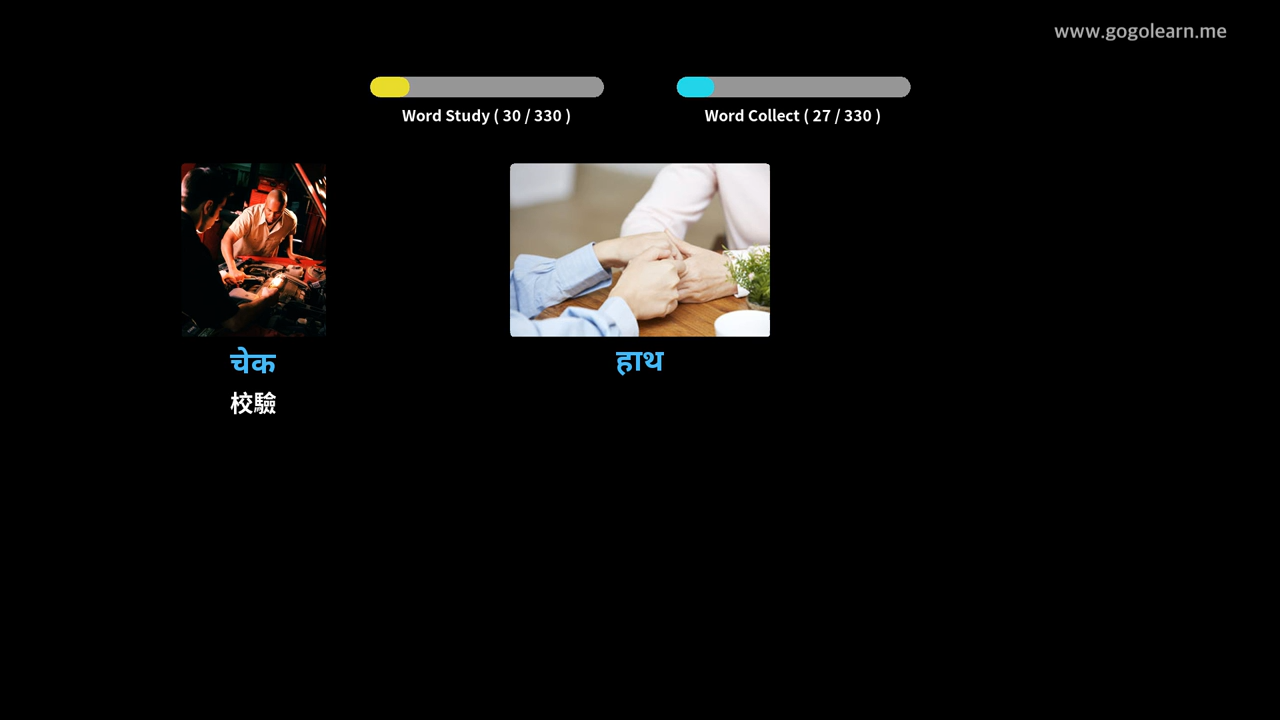 www.gogolearn.me
Word Study ( 30 / 330 )
Word Collect ( 27 / 330 )
चेक
हाथ
校驗